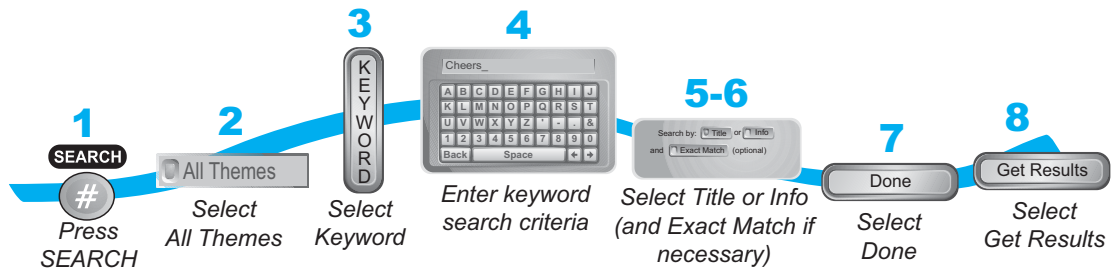 1
SEARCH
#
Press
SEARCH
2
All Themes
Select
All Themes
3
KEYWORD
Select
Keyword
4
Cheers_
A B C D E F G H I J
K L M N O P Q R S T
U V W X Y Z ' - . &
1 2 3 4 5 6 7 8 9 0
Back Space ← →
Enter keyword
search criteria
5-6
Search by: Title or Info
and Exact Match (optional)
Select Title or Info
(and Exact Match if
necessary)
7
Done
Select
Done
8
Get Results
Select
Get Results